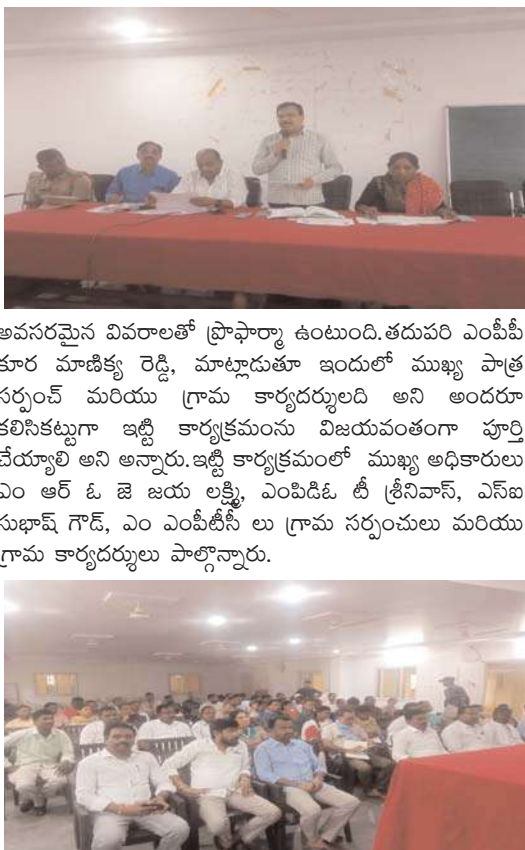 అవసరమైన వివరాలతో ప్రొఫార్మా ఉంటుంది.తదుపరి ఎంపీపీ
కూర మాణిక్య రెడ్డి, మాట్లాడుతూ ఇందులో ముఖ్య పాత్ర
సర్పంచ్ మరియు గ్రామ కార్యదర్శులది అని అందరూ
కలిసికట్టుగా ఇట్టి కార్యక్రమంను విజయవంతంగా పూర్తి
చేయ్యాలి అని అన్నారు.ఇట్టి కార్యక్రమంలో ముఖ్య అధికారులు
ఎం ఆర్ ఓ జె జయ లక్ష్మి, ఎంపిడిఓ టీ శ్రీనివాస్, ఎస్ఐ
సుభాష్ గౌడ్, ఎం ఎంపీటీసీ లు గ్రామ సర్పంచులు మరియు
గ్రామ కార్యదర్శులు పాల్గొన్నారు.